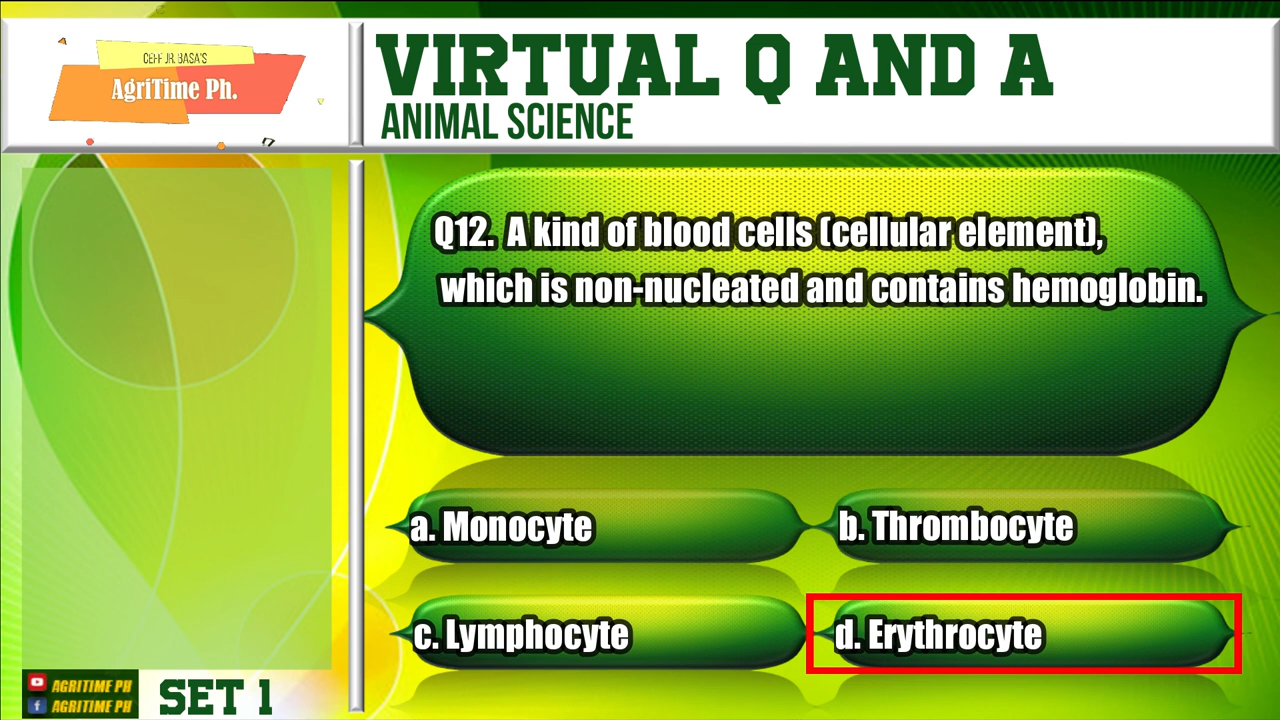 CEFF JR. BASA'S
AgriTime Ph.
VIRTUAL Q AND A
ANIMAL SCIENCE
Q12. A kind of blood cells (cellular element),
which is non-nucleated and contains hemoglobin.
a. Monocyte
b. Thrombocyte
c. Lymphocyte
d. Erythrocyte
AGRITIME PH
AGRITIME PH
SET 1